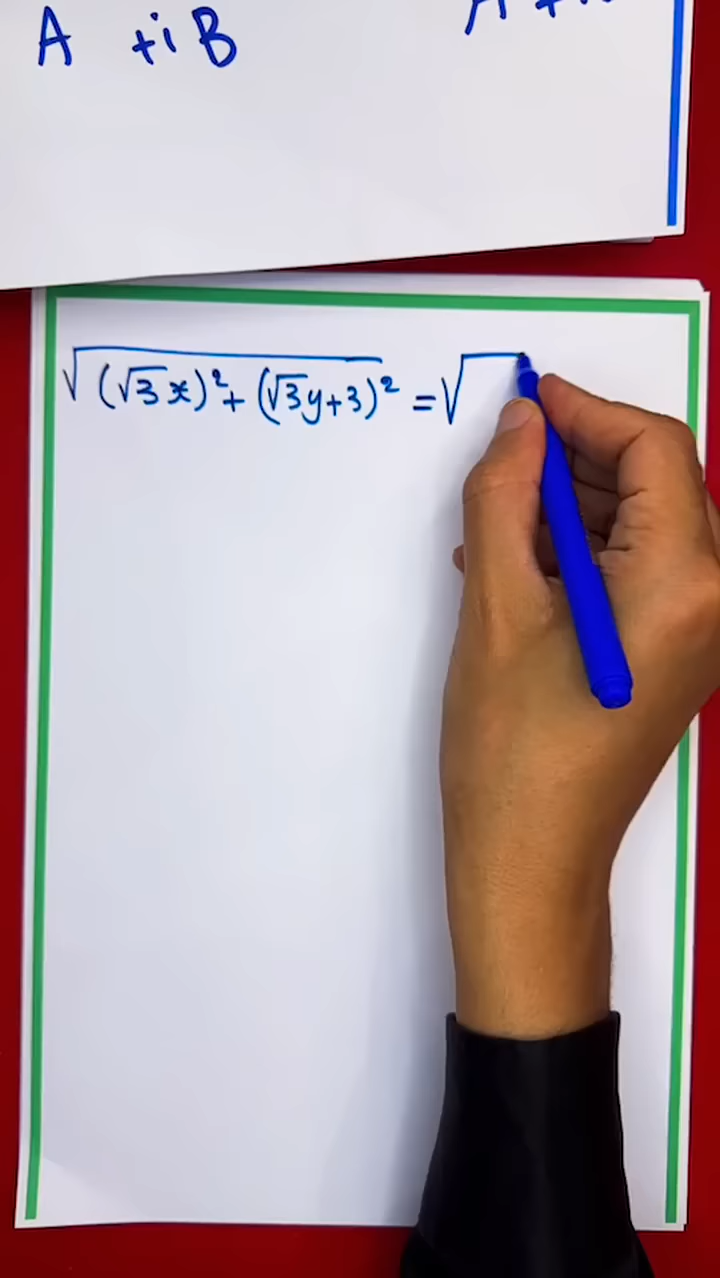 A +iB A +
√(√3x)² + (√3y+3)² = √